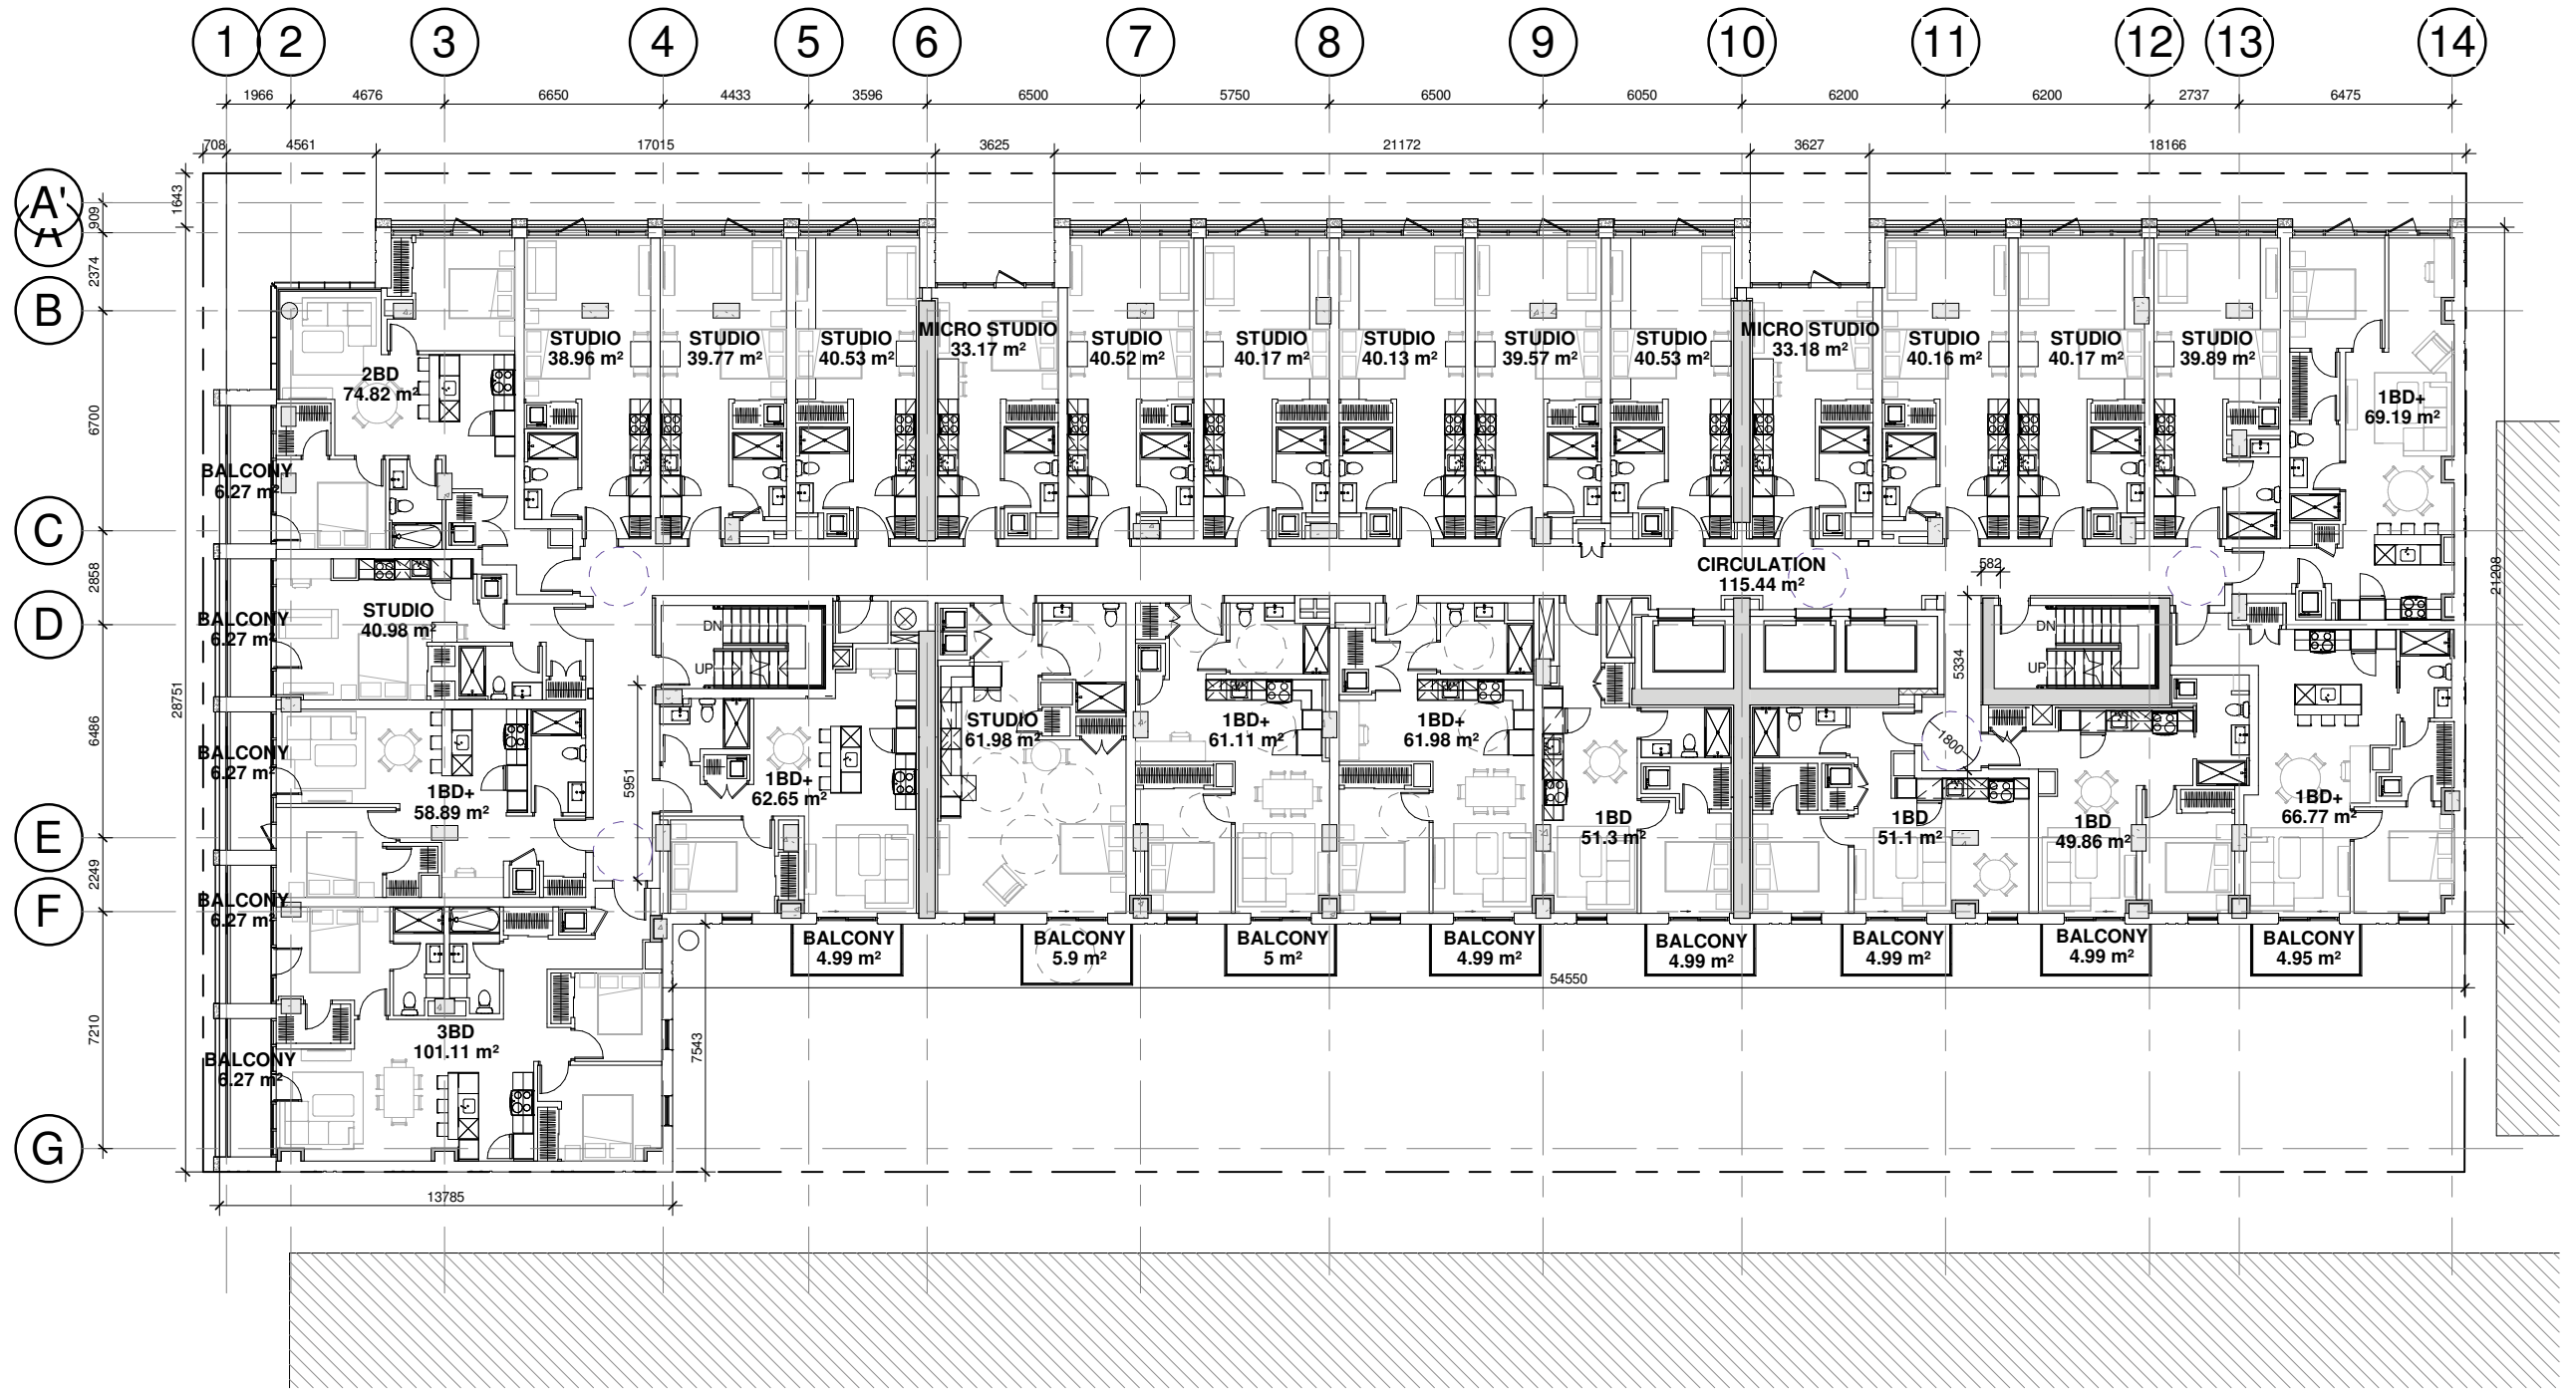 1 2 3 4 5 6 7 8 9 10 11 12 13 14
1966 4676 6650 4433 3596 6500 5750 6500 6050 6200 6200 2737 6475
708 4561 17015 3625 21172 3627 18166
A'
A
B
C
D
E
F
G
909
2374
6700
2858
6486
2249
7210
1643
28751
STUDIO
38.96 m²
STUDIO
39.77 m²
STUDIO
40.53 m²
MICRO STUDIO
33.17 m²
STUDIO
40.52 m²
STUDIO
40.17 m²
STUDIO
40.13 m²
STUDIO
39.57 m²
STUDIO
40.53 m²
MICRO STUDIO
33.18 m²
STUDIO
40.16 m²
STUDIO
40.17 m²
STUDIO
39.89 m²
2BD
74.82 m²
1BD+
69.19 m²
BALCONY
6.27 m²
CIRCULATION
115.44 m²
582
21208
BALCONY
6.27 m²
STUDIO
40.98 m²
DN
UP
DN
UP
5334
1800
BALCONY
6.27 m²
1BD+
58.89 m²
5951
1BD+
62.65 m²
STUDIO
61.98 m²
1BD+
61.11 m²
1BD+
61.98 m²
1BD
51.3 m²
1BD
51.1 m²
1BD
49.86 m²
1BD+
66.77 m²
BALCONY
6.27 m²
BALCONY
4.99 m²
BALCONY
5.9 m²
BALCONY
5 m²
BALCONY
4.99 m²
BALCONY
4.99 m²
BALCONY
4.99 m²
BALCONY
4.99 m²
BALCONY
4.95 m²
54550
3BD
101.11 m²
BALCONY
6.27 m²
7543
13785